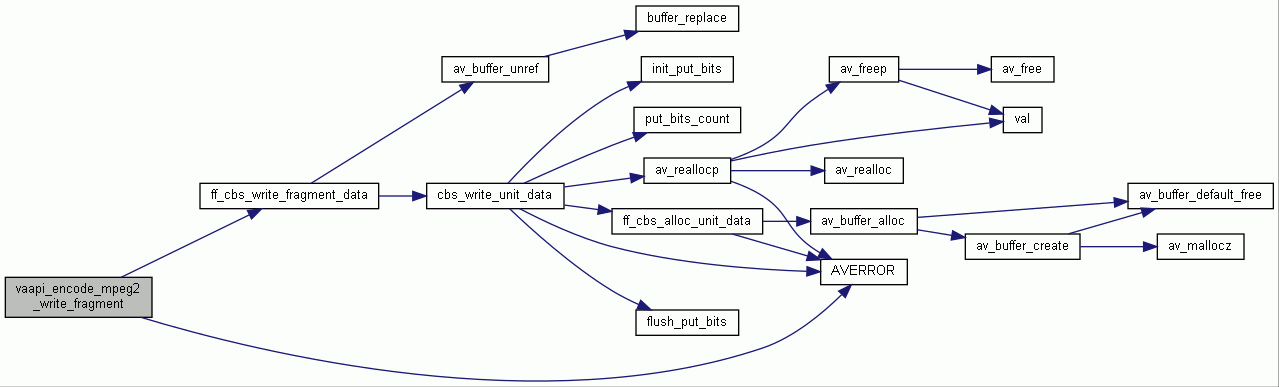 buffer_replace
av_buffer_unref
init_put_bits
av_freep
av_free
put_bits_count
val
av_reallocp
av_realloc
ff_cbs_write_fragment_data
cbs_write_unit_data
av_buffer_default_free
ff_cbs_alloc_unit_data
av_buffer_alloc
av_buffer_create
av_mallocz
AVERROR
vaapi_encode_mpeg2
_write_fragment
flush_put_bits